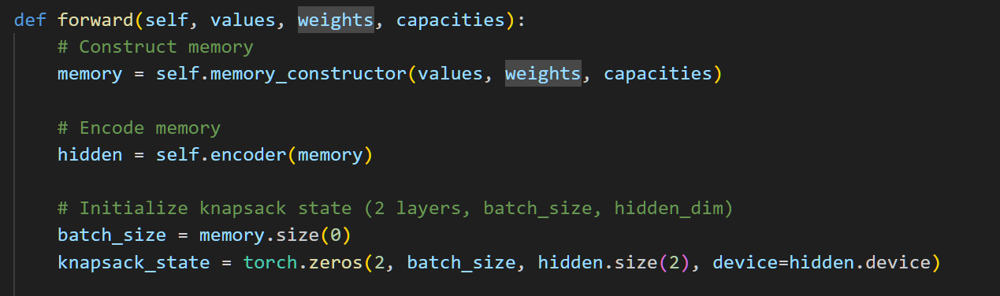 def forward(self, values, weights, capacities):
    # Construct memory
    memory = self.memory_constructor(values, weights, capacities)

    # Encode memory
    hidden = self.encoder(memory)

    # Initialize knapsack state (2 layers, batch_size, hidden_dim)
    batch_size = memory.size(0)
    knapsack_state = torch.zeros(2, batch_size, hidden.size(2), device=hidden.device)